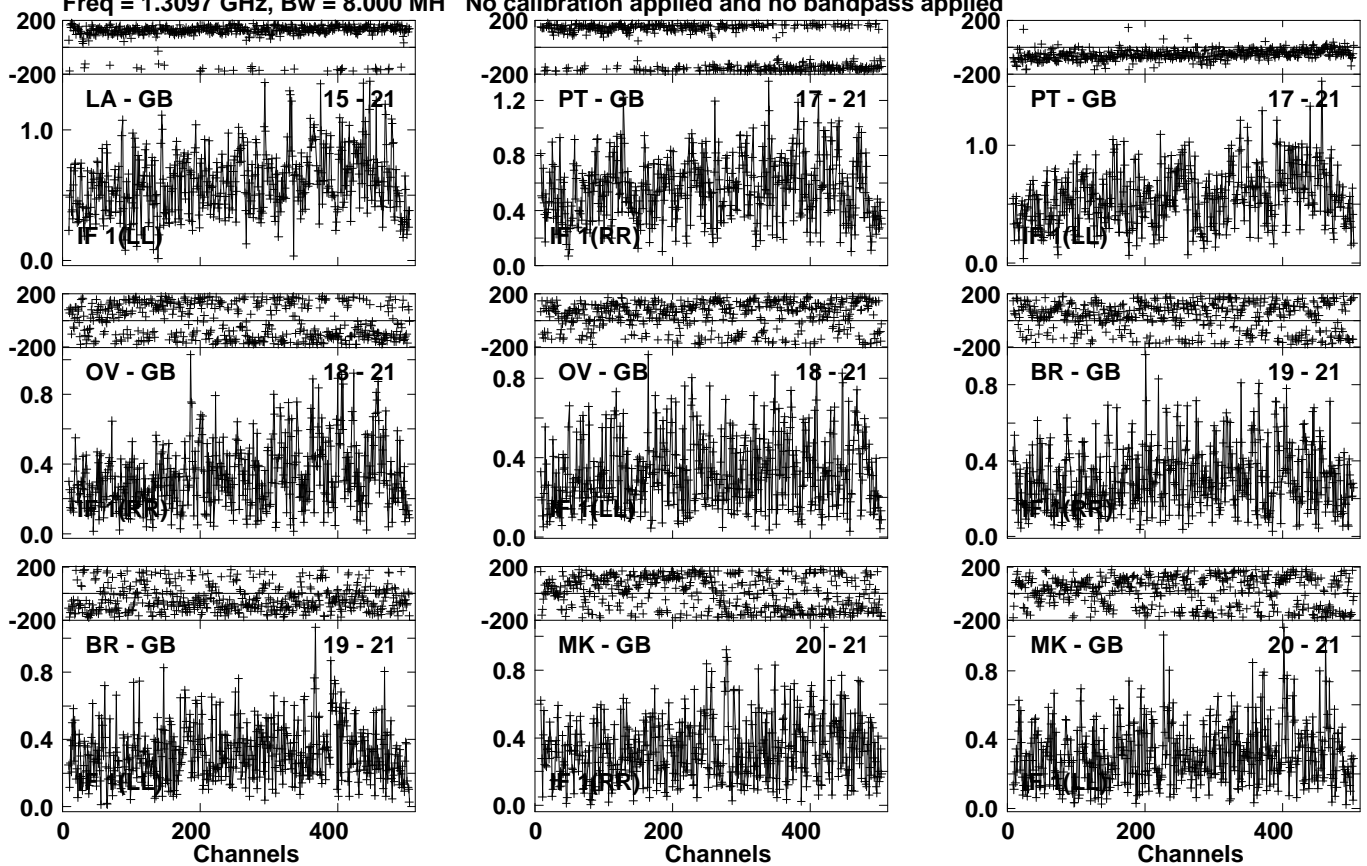 Freq = 1.3097 GHz, Bw = 8.000 MH No calibration applied and no bandpass applied
200 200 200
-200 -200 -200
LA - GB 15 - 21 PT - GB 17 - 21 PT - GB 17 - 21
1.0 1.2 1.0
0.8
0.4
IF 1(LL) IF 1(RR) IF 1(LL)
0.0 0.0 0.0
200 200 200
-200 -200 -200
OV - GB 18 - 21 OV - GB 18 - 21 BR - GB 19 - 21
0.8 0.8 0.8
0.4 0.4 0.4
IF 1(RR) IF 1(LL) IF 1(RR)
0.0 0.0 0.0
200 200 200
-200 -200 -200
BR - GB 19 - 21 MK - GB 20 - 21 MK - GB 20 - 21
0.8 0.8 0.8
0.4 0.4 0.4
IF 1(LL) IF 1(RR) IF 1(LL)
0.0 0.0 0.0
0 200 400 0 200 400 0 200 400
Channels Channels Channels